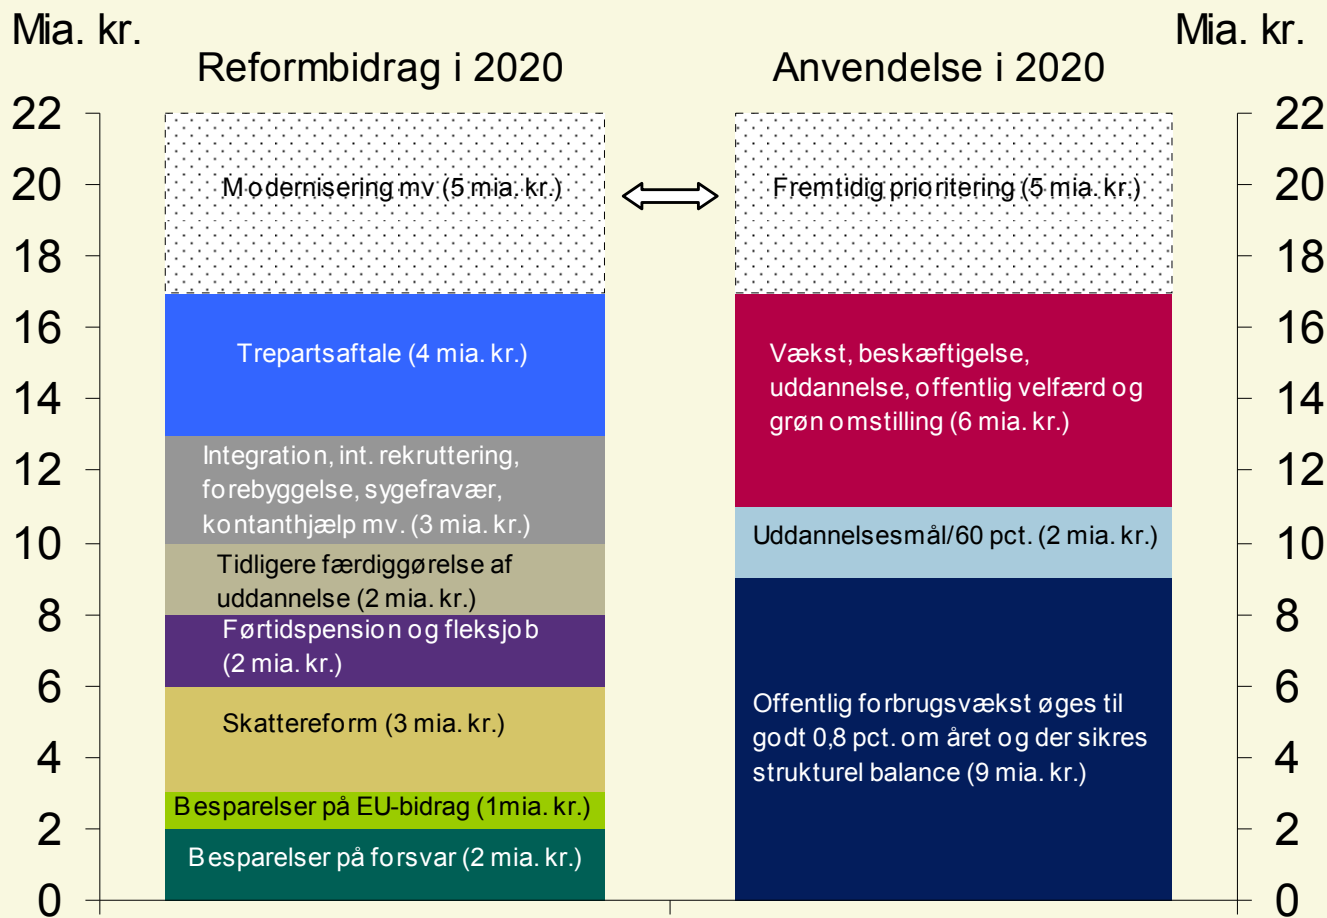 Mia. kr.
Mia. kr.
Reformbidrag i 2020
Anvendelse i 2020
22
20
18
16
14
12
10
8
6
4
2
0
Modernisering mv (5 mia. kr.)
Trepartsaftale (4 mia. kr.)
Integration, int. rekruttering,
forebyggelse, sygefravær,
kontanthjælp mv. (3 mia. kr.)
Tidligere færdiggørelse af
uddannelse (2 mia. kr.)
Førtidspension og fleksjob
(2 mia. kr.)
Skattereform (3 mia. kr.)
Besparelser på EU-bidrag (1mia. kr.)
Besparelser på forsvar (2 mia. kr.)
Fremtidig prioritering (5 mia. kr.)
Vækst, beskæftigelse,
uddannelse, offentlig velfærd og
grøn omstilling (6 mia. kr.)
Uddannelsesmål/60 pct. (2 mia. kr.)
Offentlig forbrugsvækst øges til
godt 0,8 pct. om året og der sikres
strukturel balance (9 mia. kr.)
22
20
18
16
14
12
10
8
6
4
2
0